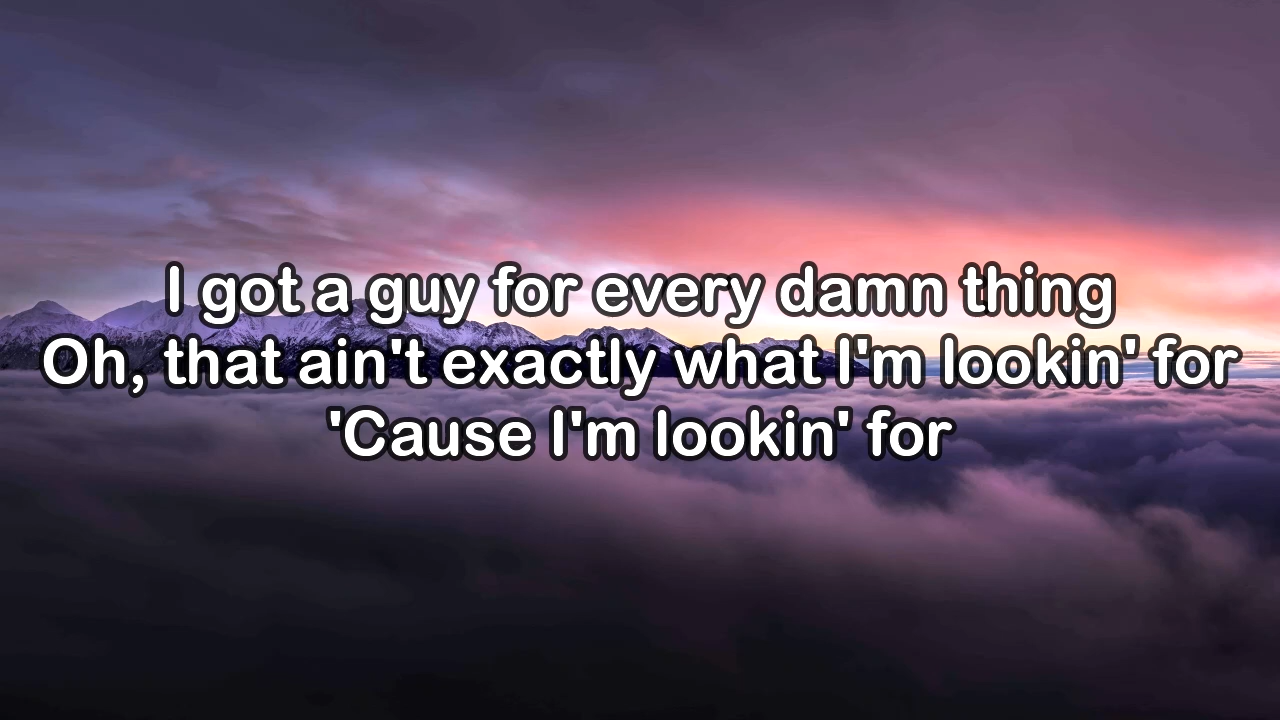 I got a guy for every damn thing
Oh, that ain't exactly what I'm lookin' for
'Cause I'm lookin' for